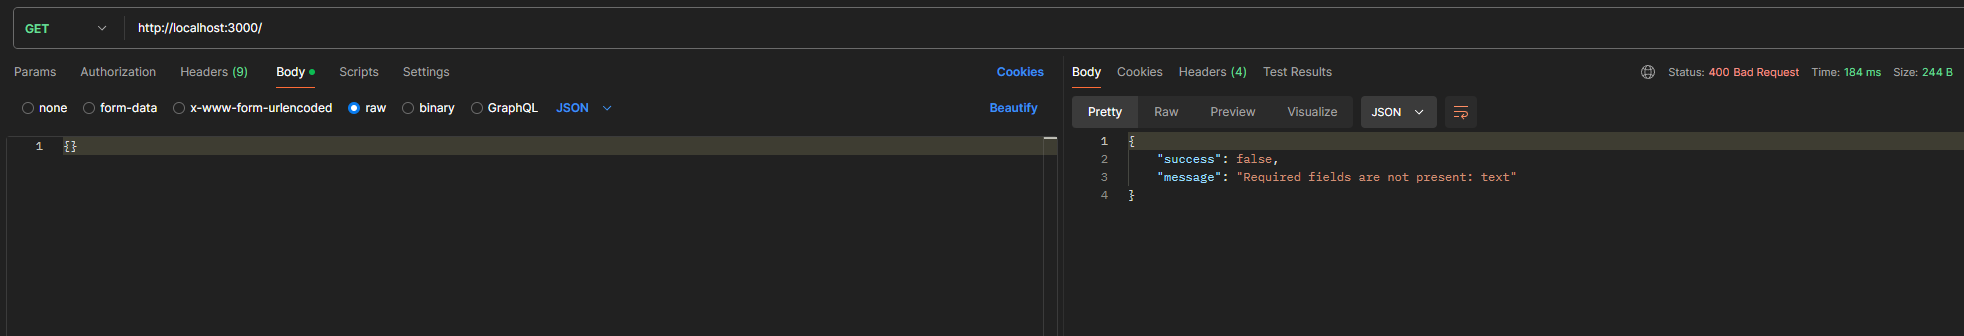 GET http://localhost:3000/
Params Authorization Headers (9) Body Scripts Settings Cookies
none form-data x-www-form-urlencoded raw binary GraphQL JSON Beautify
1 {}
Body Cookies Headers (4) Test Results Status: 400 Bad Request Time: 184 ms Size: 244 B
Pretty Raw Preview Visualize JSON
1 {
2 "success": false,
3 "message": "Required fields are not present: text"
4 }